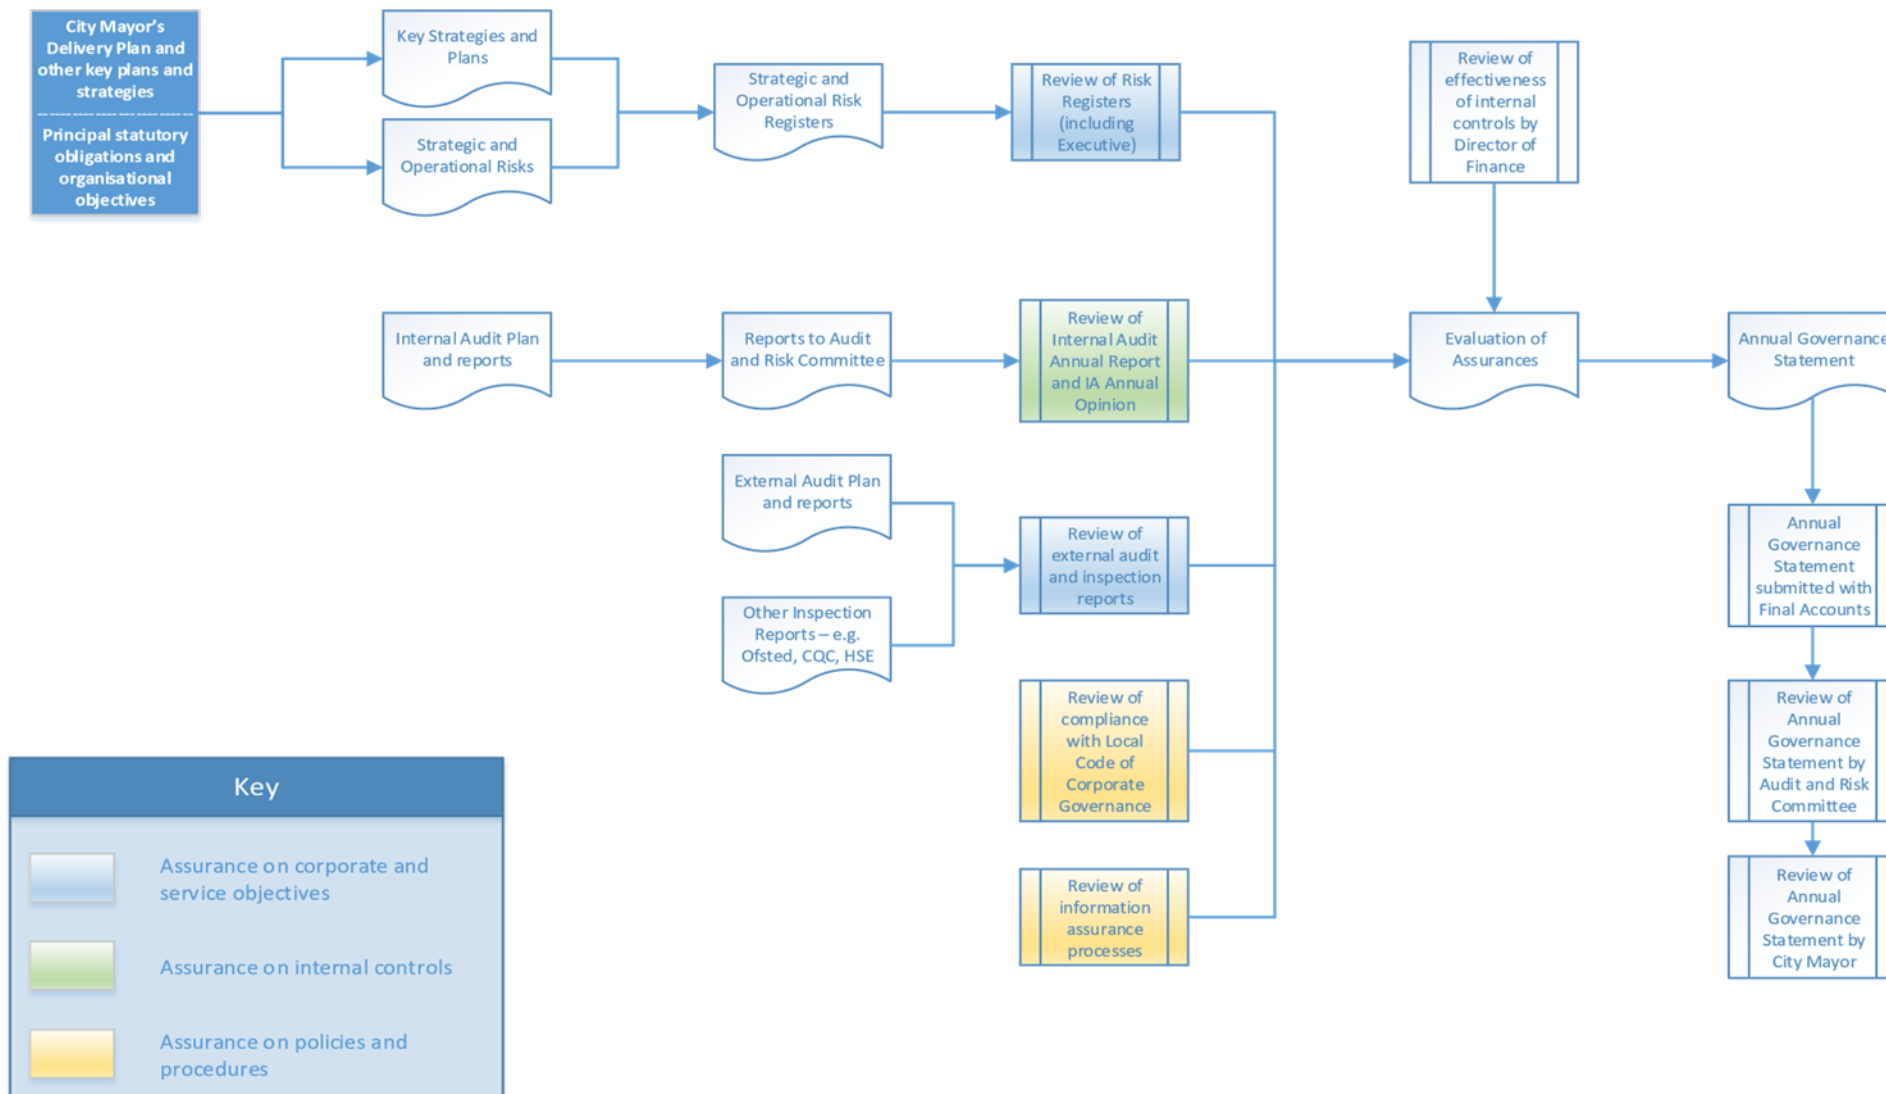 City Mayor's
Delivery Plan and
other key plans and
strategies
Principal statutory
obligations and
organisational
objectives
Key Strategies and
Plans
Strategic and
Operational Risks
Strategic and
Operational Risk
Registers
Review of Risk
Registers
(including
Executive)
Review of
effectiveness
of internal
controls by
Director of
Finance
Internal Audit Plan
and reports
Reports to Audit
and Risk Committee
Review of
Internal Audit
Annual Report
and IA Annual
Opinion
Evaluation of
Assurances
Annual Governance
Statement
External Audit Plan
and reports
Other Inspection
Reports – e.g.
Ofsted, CQC, HSE
Review of
external audit
and inspection
reports
Annual
Governance
Statement
submitted with
Final Accounts
Review of
compliance
with Local
Code of
Corporate
Governance
Review of
Annual
Governance
Statement by
Audit and Risk
Committee
Review of
information
assurance
processes
Review of
Annual
Governance
Statement by
City Mayor
Key
Assurance on corporate and
service objectives
Assurance on internal controls
Assurance on policies and
procedures